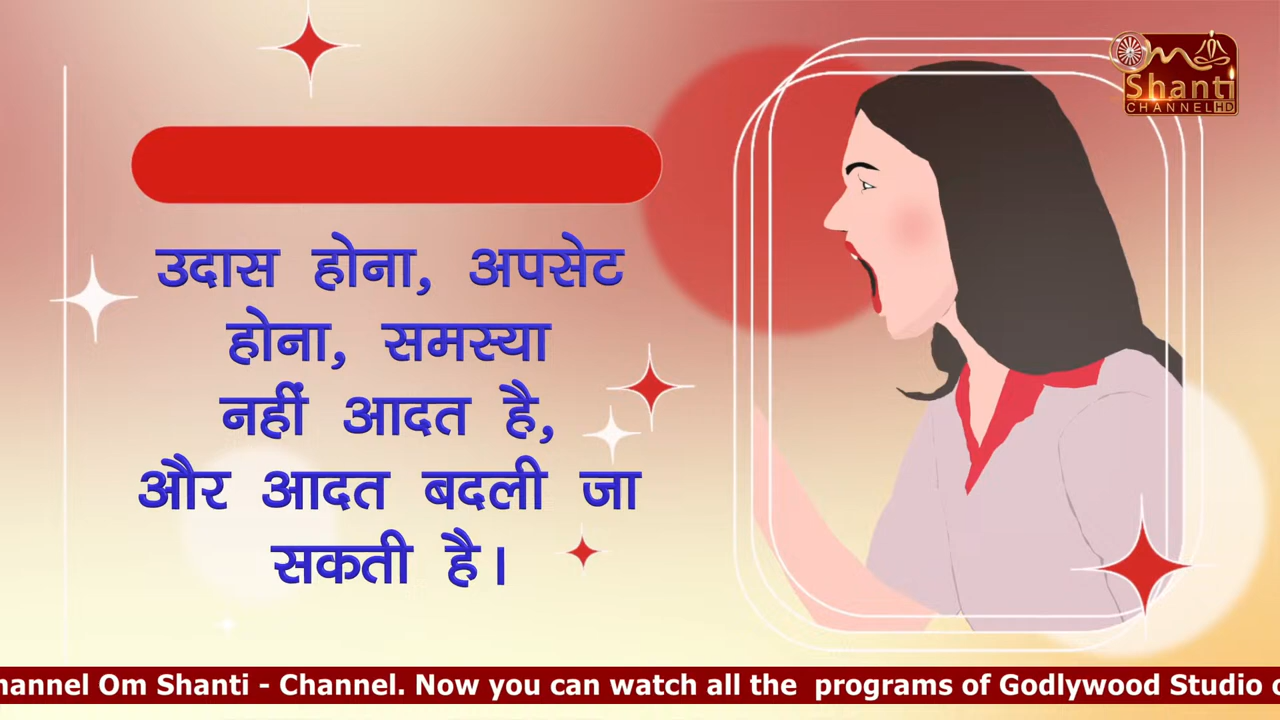 Om
Shanti
CHANNEL HD
उदास होना, अपसेट
होना, समस्या
नहीं आदत है,
और आदत बदली जा
सकती है।
hannel Om Shanti - Channel. Now you can watch all the programs of Godlywood Studio